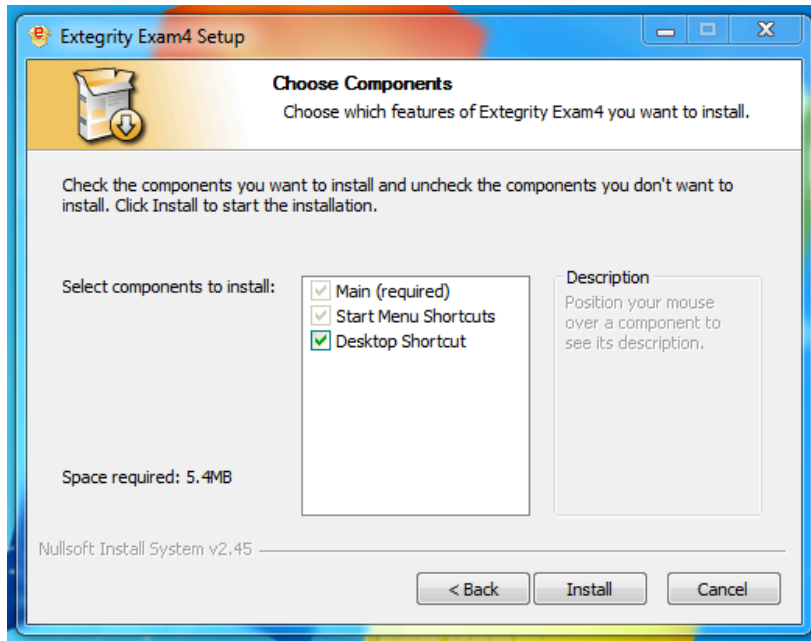 Extegrity Exam4 Setup
Choose Components
Choose which features of Extegrity Exam4 you want to install.
Check the components you want to install and uncheck the components you don't want to
install. Click Install to start the installation.
Select components to install:
Main (required)
Start Menu Shortcuts
Desktop Shortcut
Description
Position your mouse
over a component to
see its description.
Space required: 5.4MB
Nullsoft Install System v2.45
< Back
Install
Cancel